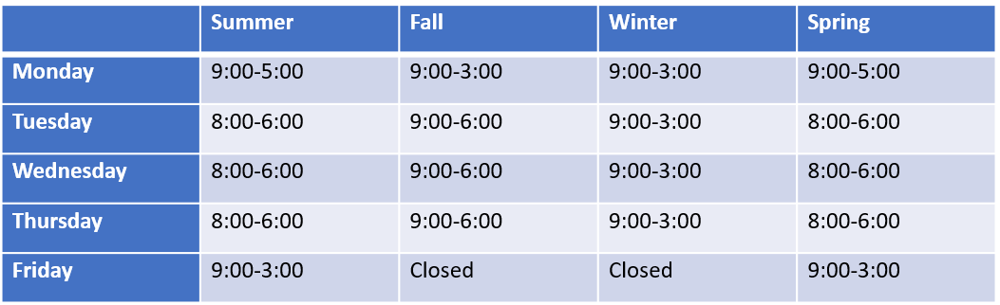 Summer Fall Winter Spring
Monday 9:00-5:00 9:00-3:00 9:00-3:00 9:00-5:00
Tuesday 8:00-6:00 9:00-6:00 9:00-3:00 8:00-6:00
Wednesday 8:00-6:00 9:00-6:00 9:00-3:00 8:00-6:00
Thursday 8:00-6:00 9:00-6:00 9:00-3:00 8:00-6:00
Friday 9:00-3:00 Closed Closed 9:00-3:00